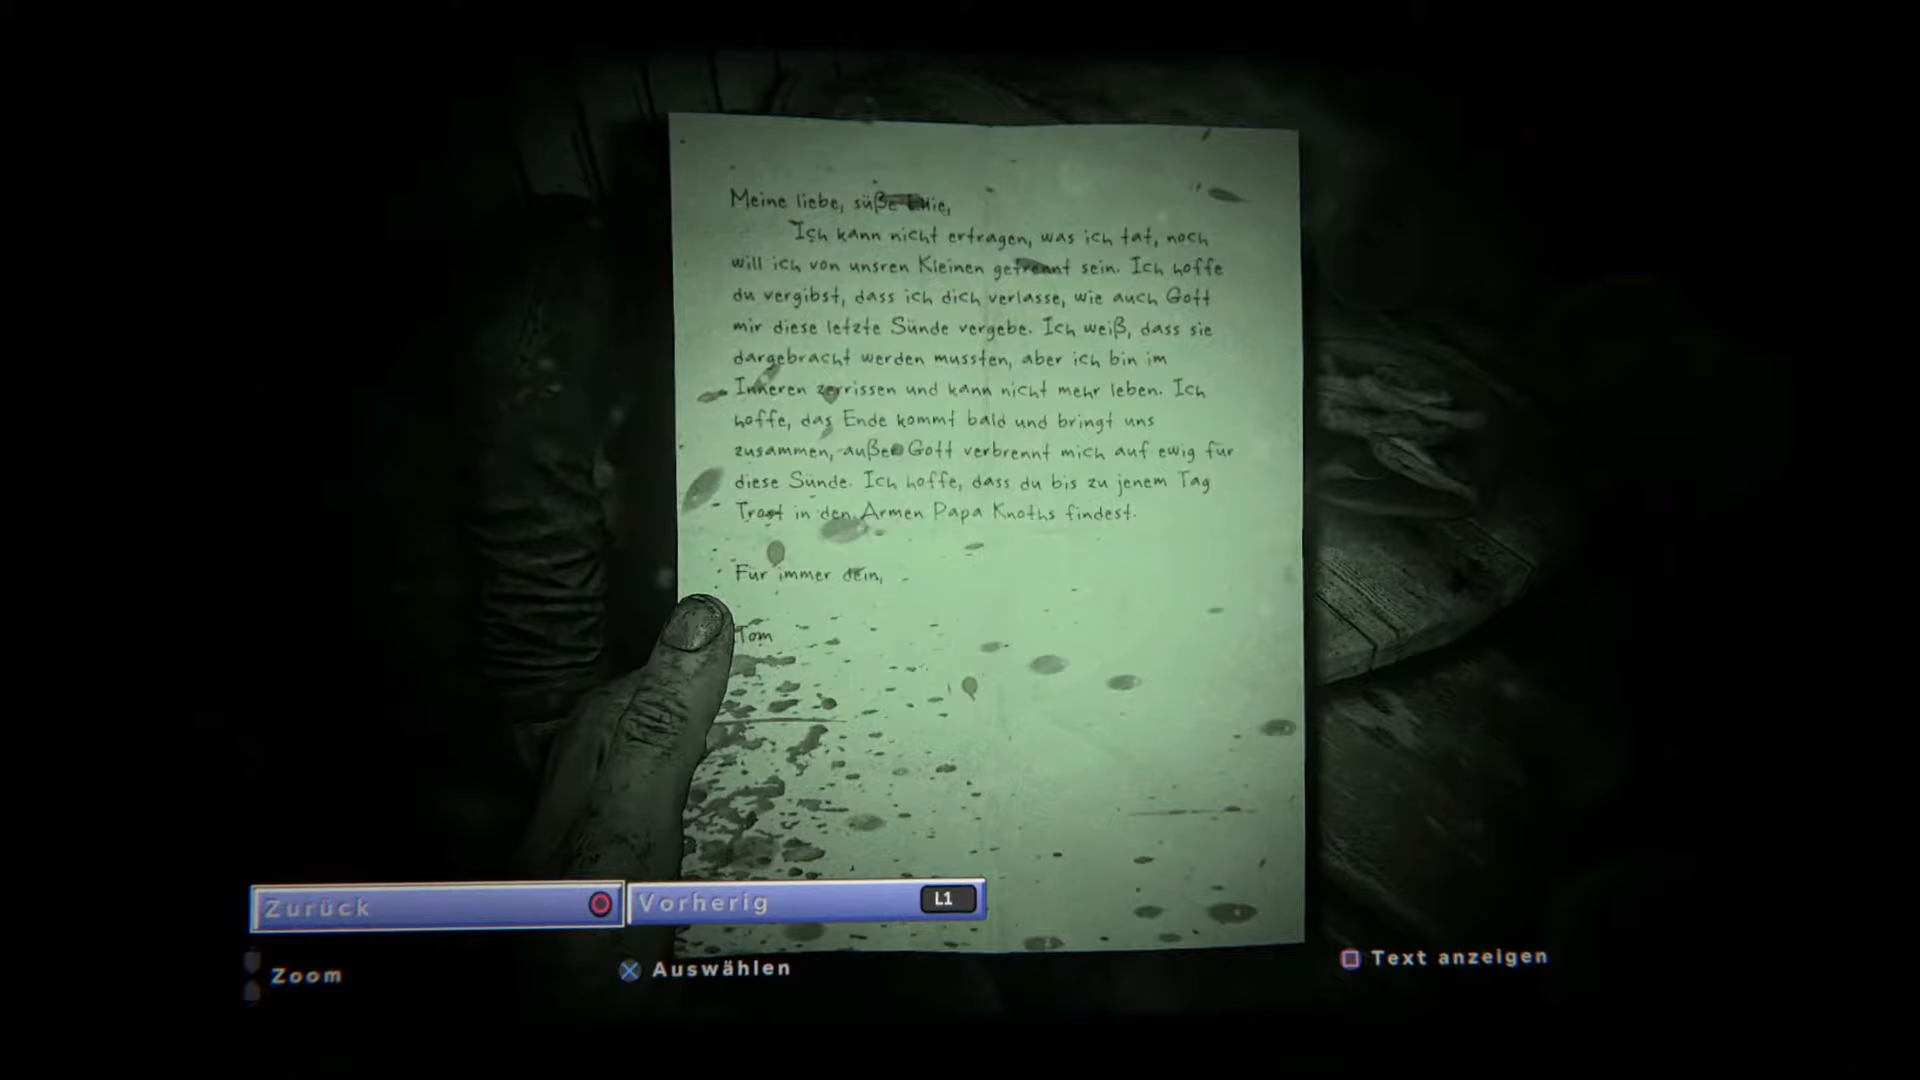 Meine liebe, süße
Ich kann nicht ertragen, was ich tat, noch
will ich von unsren Kleinen getrennt sein. Ich hoffe
du vergibst, dass ich dich verlasse, wie auch Gott
mir diese letzte Sünde vergebe. Ich weiß, dass sie
dargebracht werden mussten, aber ich bin im
Inneren zerrissen und kann nicht mehr leben. Ich
hoffe, das Ende kommt bald und bringt uns
zusammen, außer Gott verbrennt mich auf ewig für
diese Sünde. Ich hoffe, dass du bis zu jenem Tag
Trost in den Armen Papa Knoths findest.
Für immer dein,
Tom
Zurück
Vorherig L1
Zoom
Auswählen
Text anzeigen